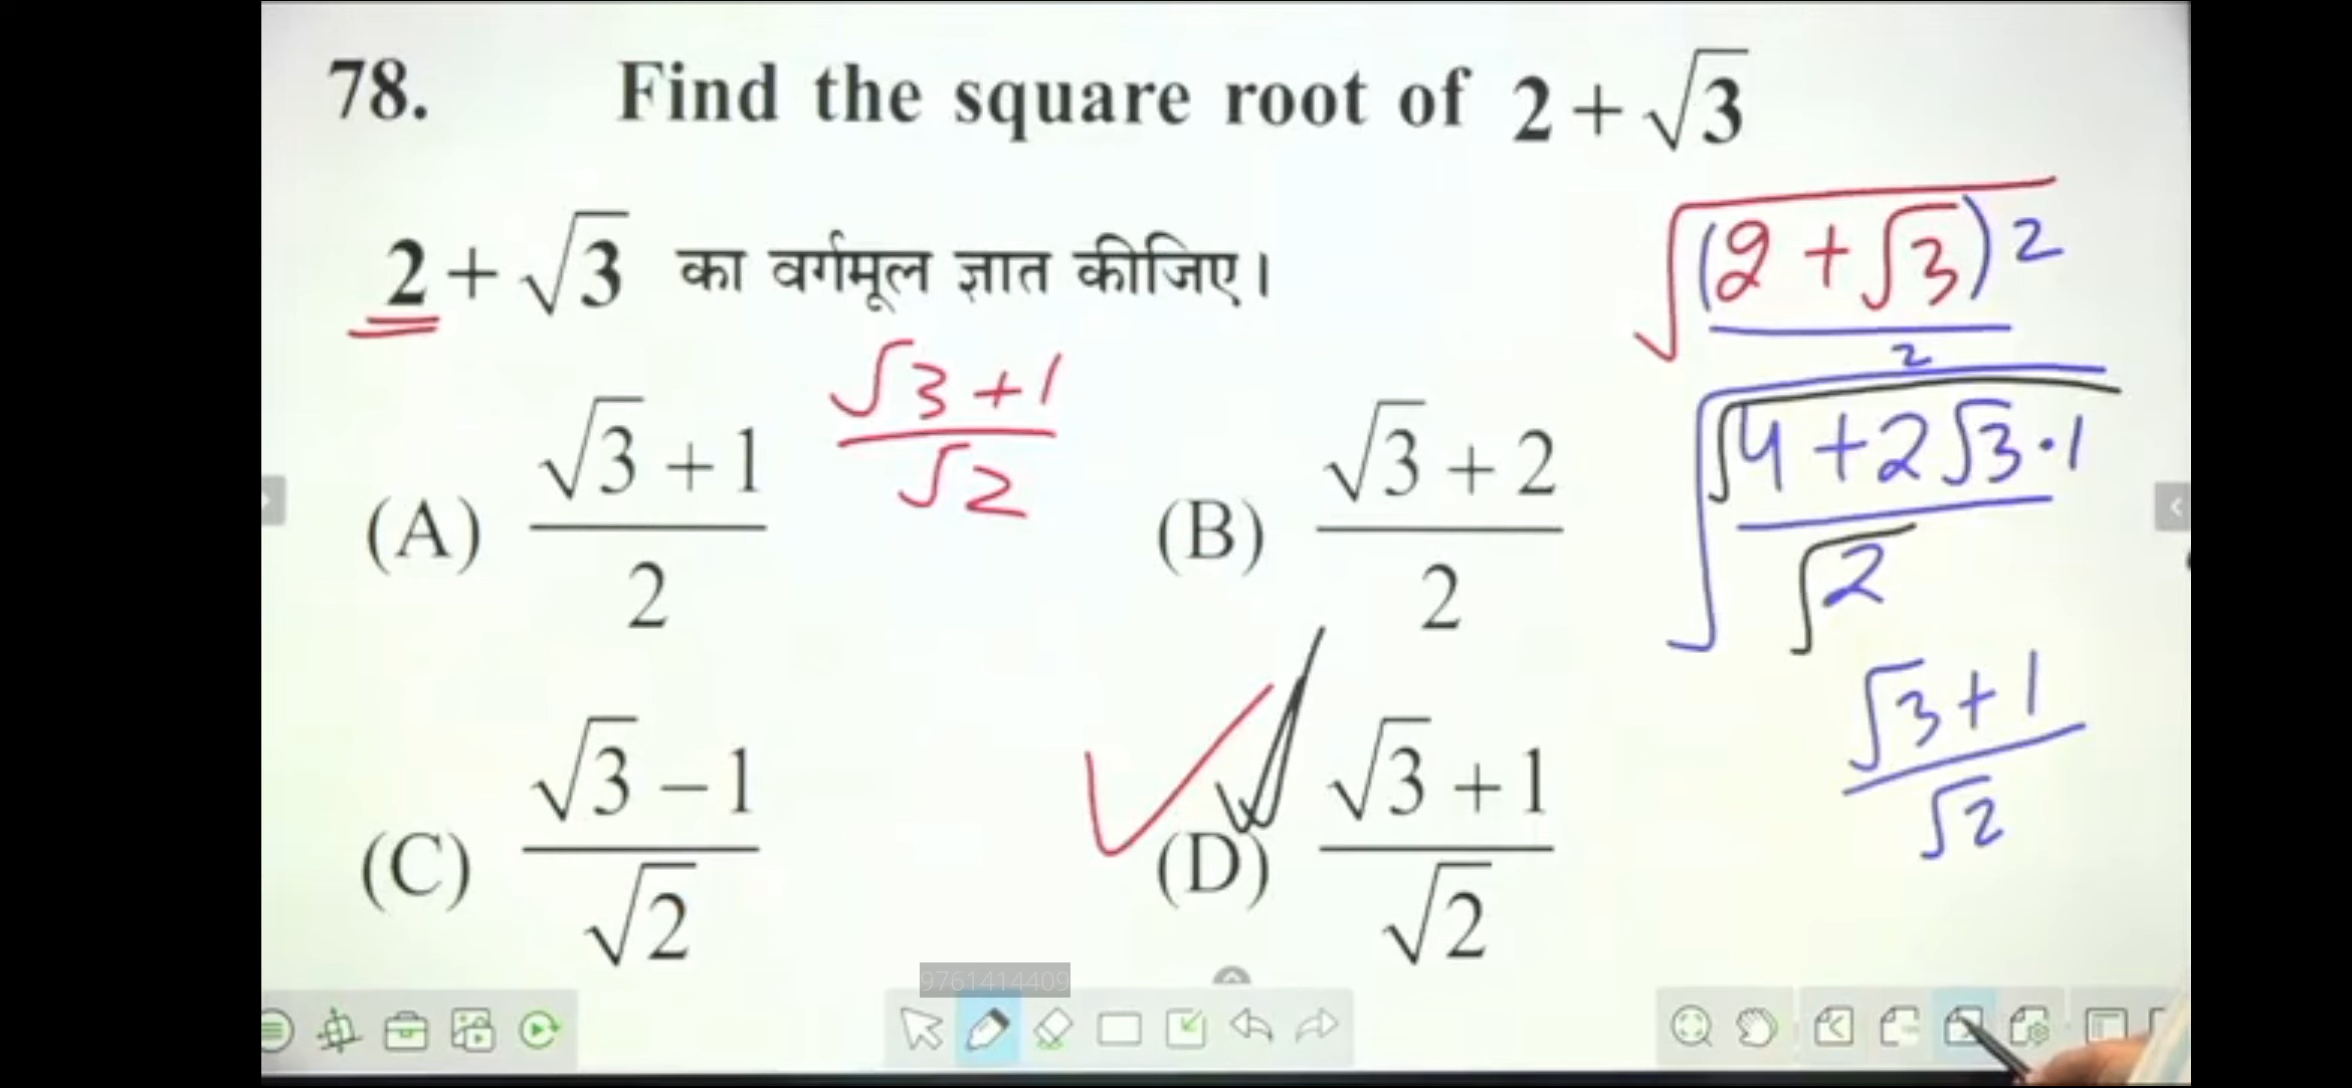 78. Find the square root of 2 + √3
2 + √3 का वर्गमूल ज्ञात कीजिए।
(A) (√3 + 1)/2
√3 + 1/√2
(B) (√3 + 2)/2
(C) (√3 − 1)/√2
(D) (√3 + 1)/√2
√(2 + √3)2
2
√4 + 2√3·1
√2
√3 + 1
√2
9761414409